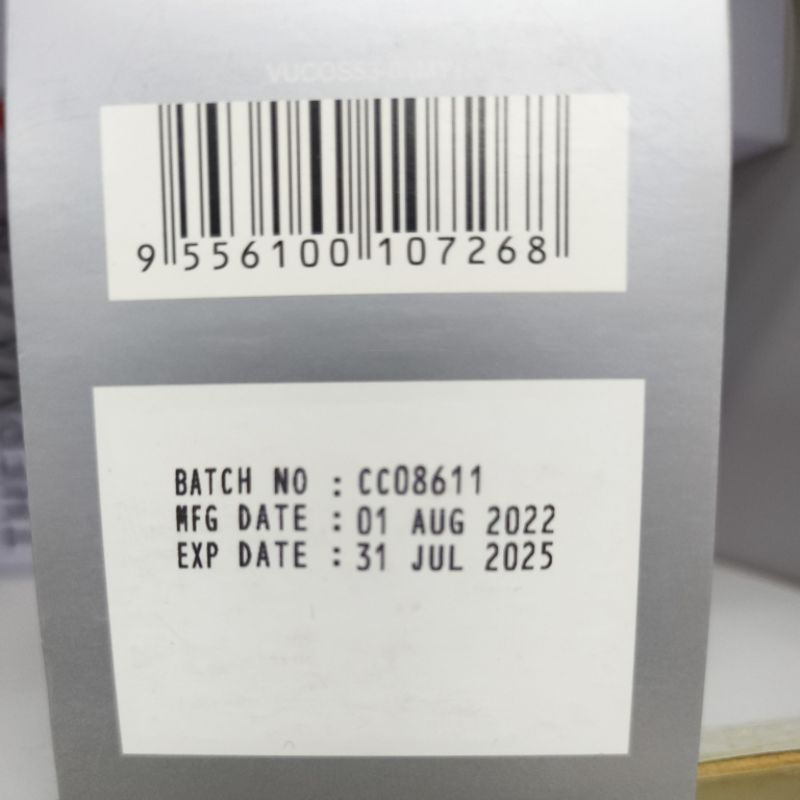 9 556100 107268
BATCH NO : CC08611
MFG DATE : 01 AUG 2022
EXP DATE : 31 JUL 2025